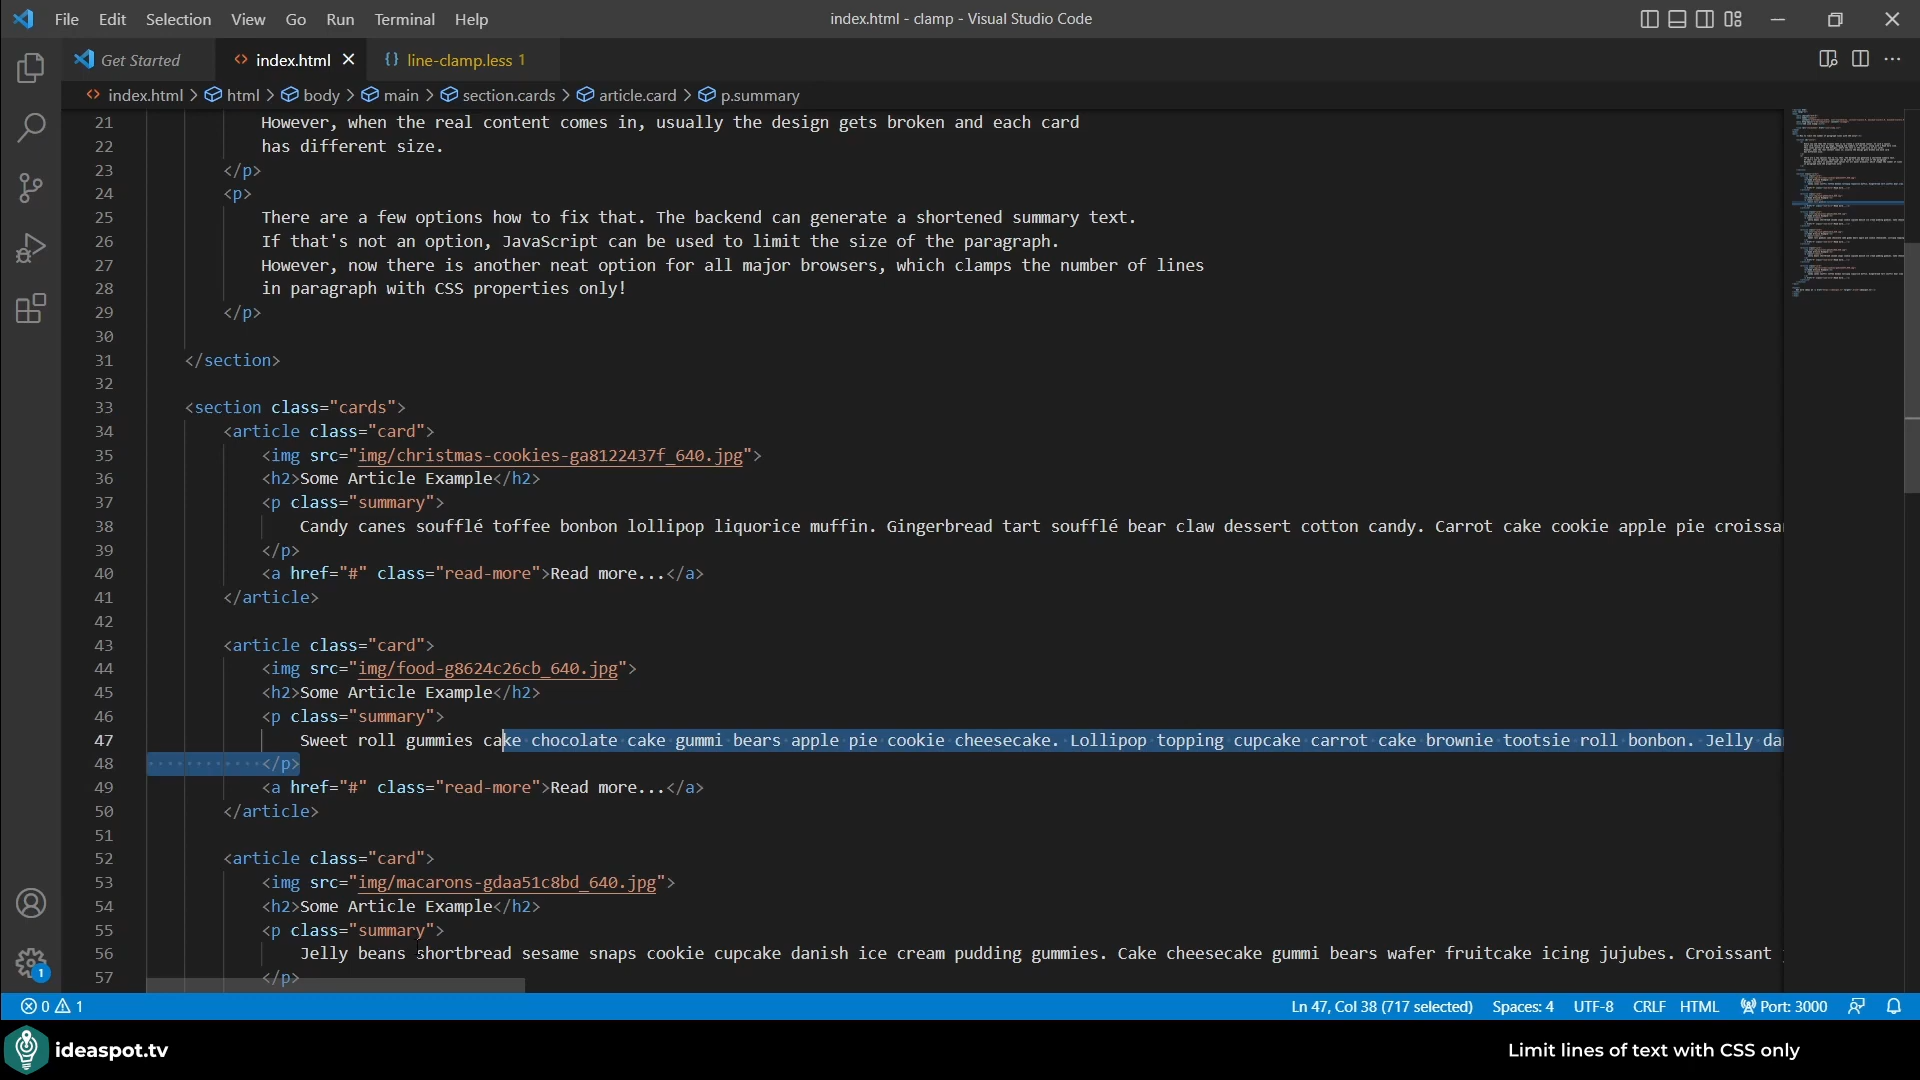 File Edit Selection View Go Run Terminal Help
index.html - clamp - Visual Studio Code
Get Started
index.html
line-clamp.less 1
index.html > html > body > main > section.cards > article.card > p.summary
21 However, when the real content comes in, usually the design gets broken and each card
22 has different size.
23 </p>
24 <p>
25 There are a few options how to fix that. The backend can generate a shortened summary text.
26 If that's not an option, JavaScript can be used to limit the size of the paragraph.
27 However, now there is another neat option for all major browsers, which clamps the number of lines
28 in paragraph with CSS properties only!
29 </p>
30
31 </section>
32
33 <section class="cards">
34 <article class="card">
35 <img src="img/christmas-cookies-ga8122437f_640.jpg">
36 <h2>Some Article Example</h2>
37 <p class="summary">
38 Candy canes soufflé toffee bonbon lollipop liquorice muffin. Gingerbread tart soufflé bear claw dessert cotton candy. Carrot cake cookie apple pie croissa
39 </p>
40 <a href="#" class="read-more">Read more...</a>
41 </article>
42
43 <article class="card">
44 <img src="img/food-g8624c26cb_640.jpg">
45 <h2>Some Article Example</h2>
46 <p class="summary">
47 Sweet roll gummies cake chocolate cake gummi bears apple pie cookie cheesecake. Lollipop topping cupcake carrot cake brownie tootsie roll bonbon. Jelly da
48 </p>
49 <a href="#" class="read-more">Read more...</a>
50 </article>
51
52 <article class="card">
53 <img src="img/macarons-gdaa51c8bd_640.jpg">
54 <h2>Some Article Example</h2>
55 <p class="summary">
56 Jelly beans shortbread sesame snaps cookie cupcake danish ice cream pudding gummies. Cake cheesecake gummi bears wafer fruitcake icing jujubes. Croissant
57 </p>
1
0 1
Ln 47, Col 38 (717 selected) Spaces: 4 UTF-8 CRLF HTML Port: 3000
ideaspot.tv
Limit lines of text with CSS only